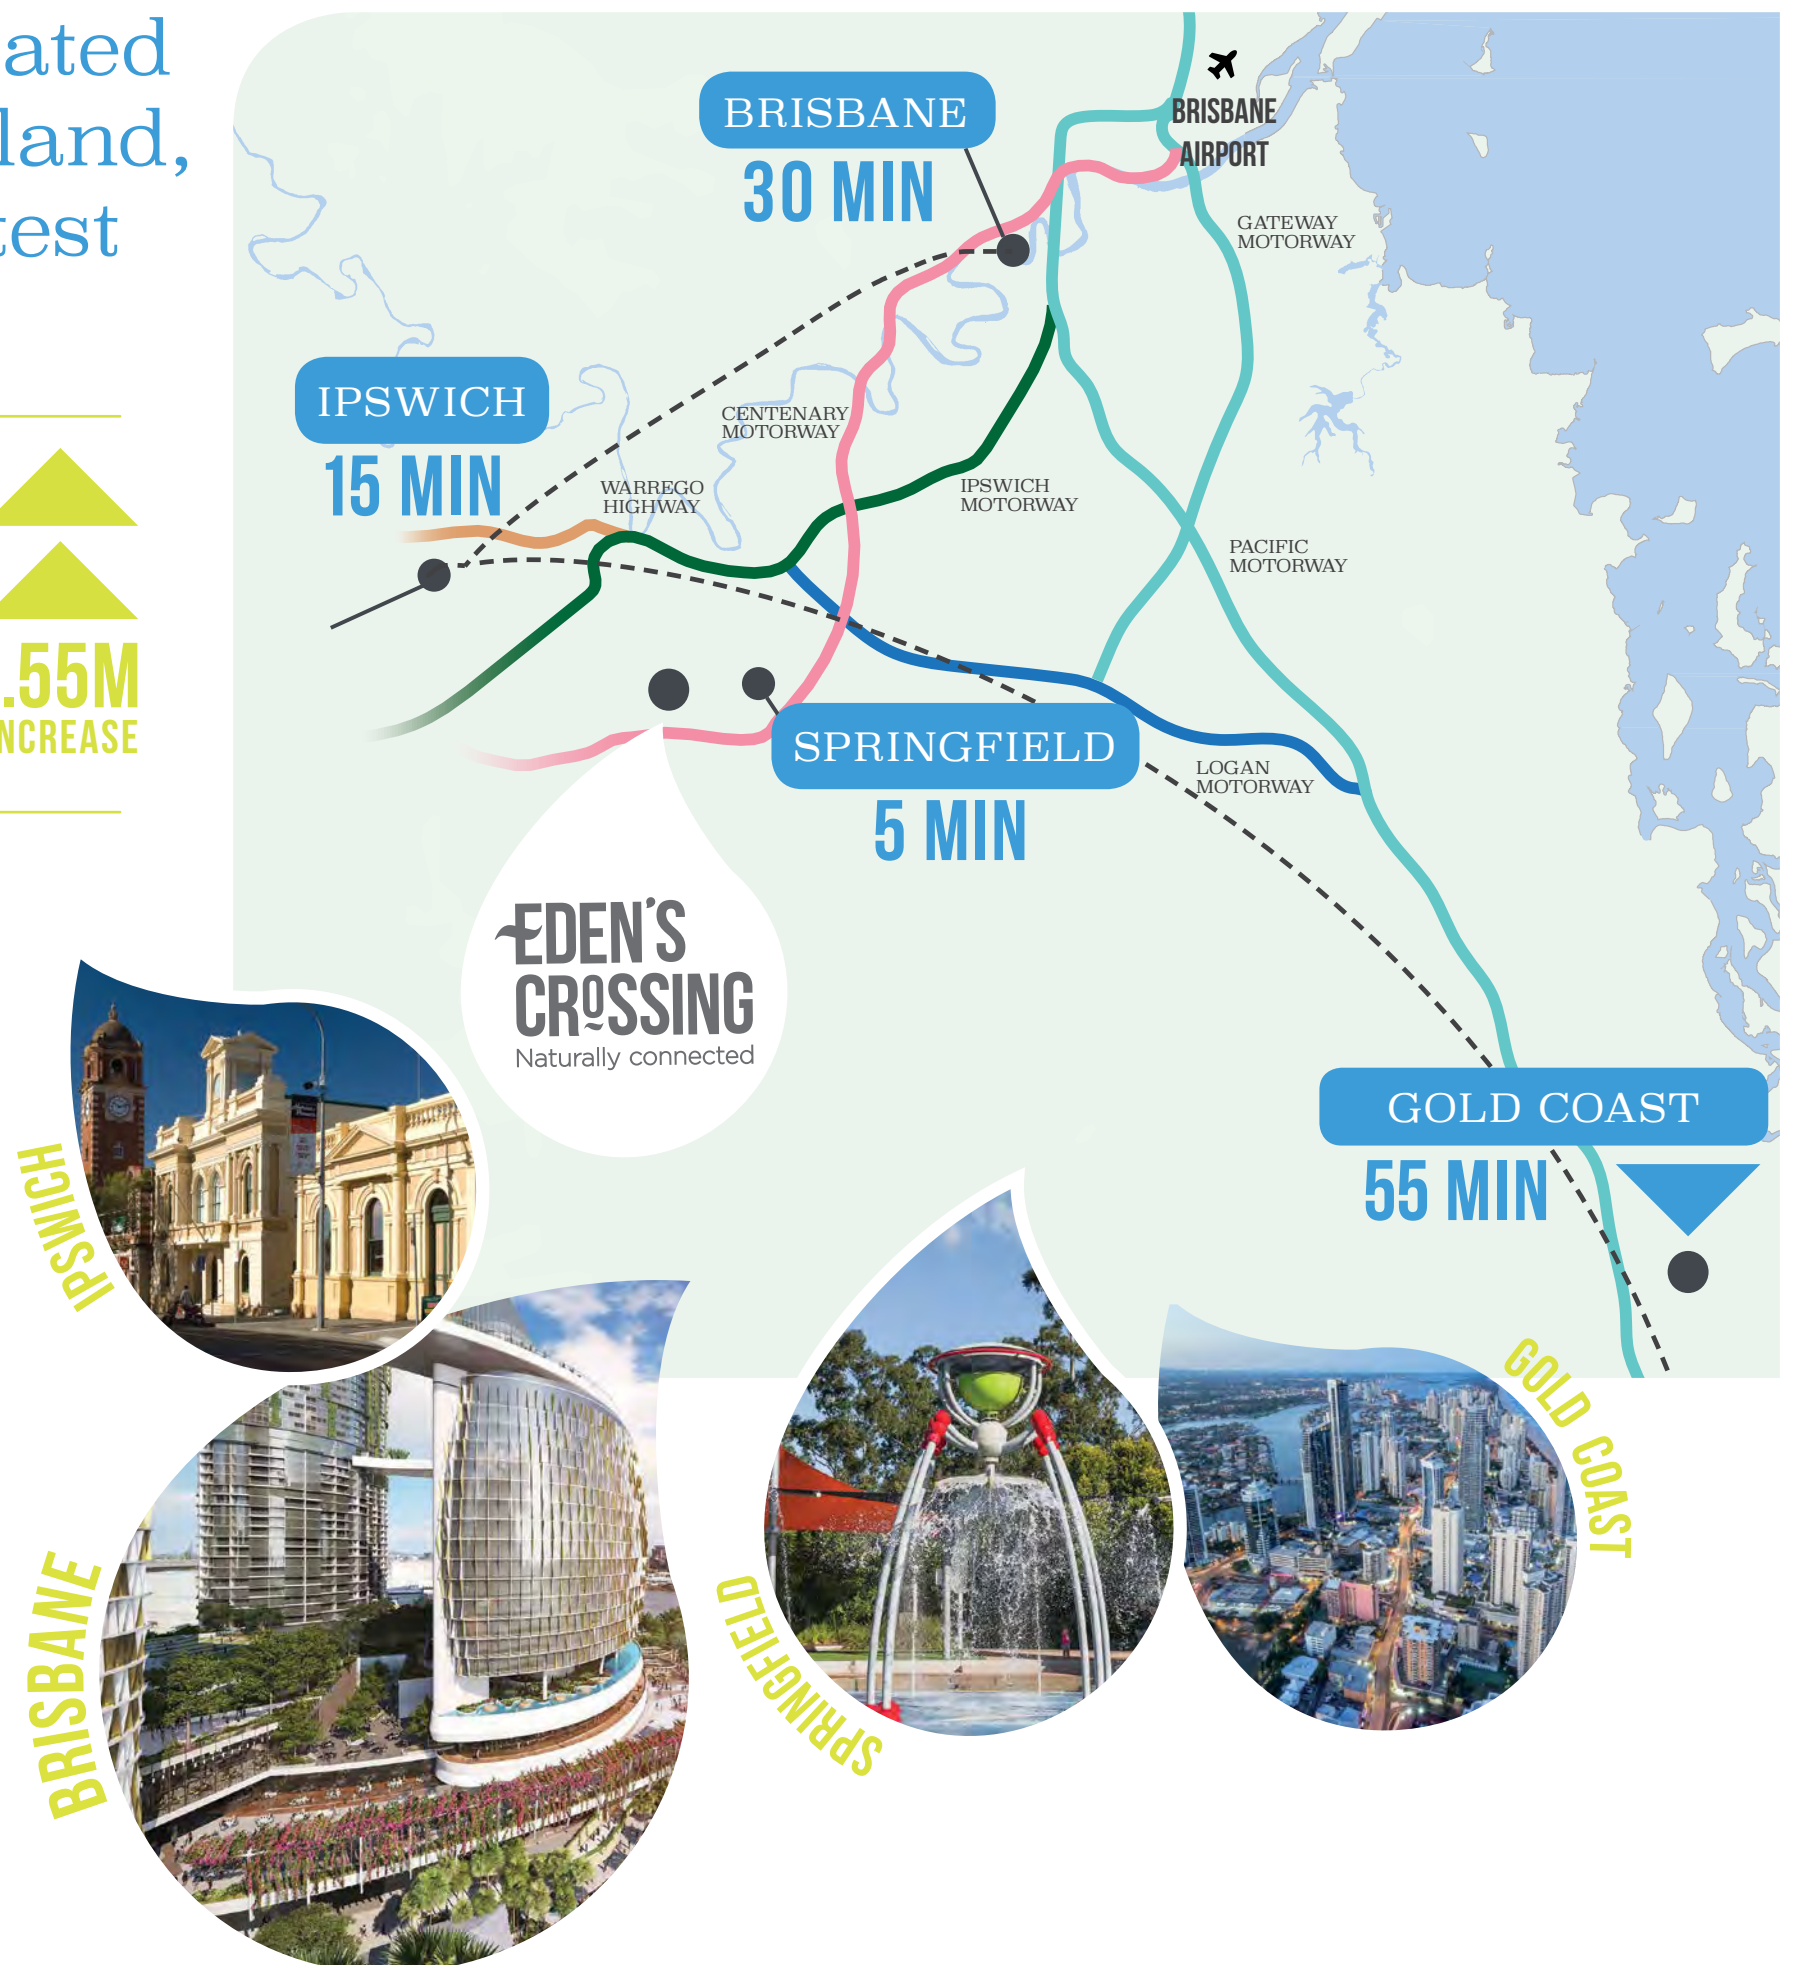 ated
land,
test
.55M
NCREASE
BRISBANE
30 MIN
BRISBANE
AIRPORT
GATEWAY
MOTORWAY
IPSWICH
15 MIN
CENTENARY
MOTORWAY
WARREGO
HIGHWAY
IPSWICH
MOTORWAY
PACIFIC
MOTORWAY
SPRINGFIELD
5 MIN
LOGAN
MOTORWAY
EDEN'S
CROSSING
Naturally connected
GOLD COAST
55 MIN
IPSWICH
BRISBANE
SPRINGFIELD
GOLD COAST